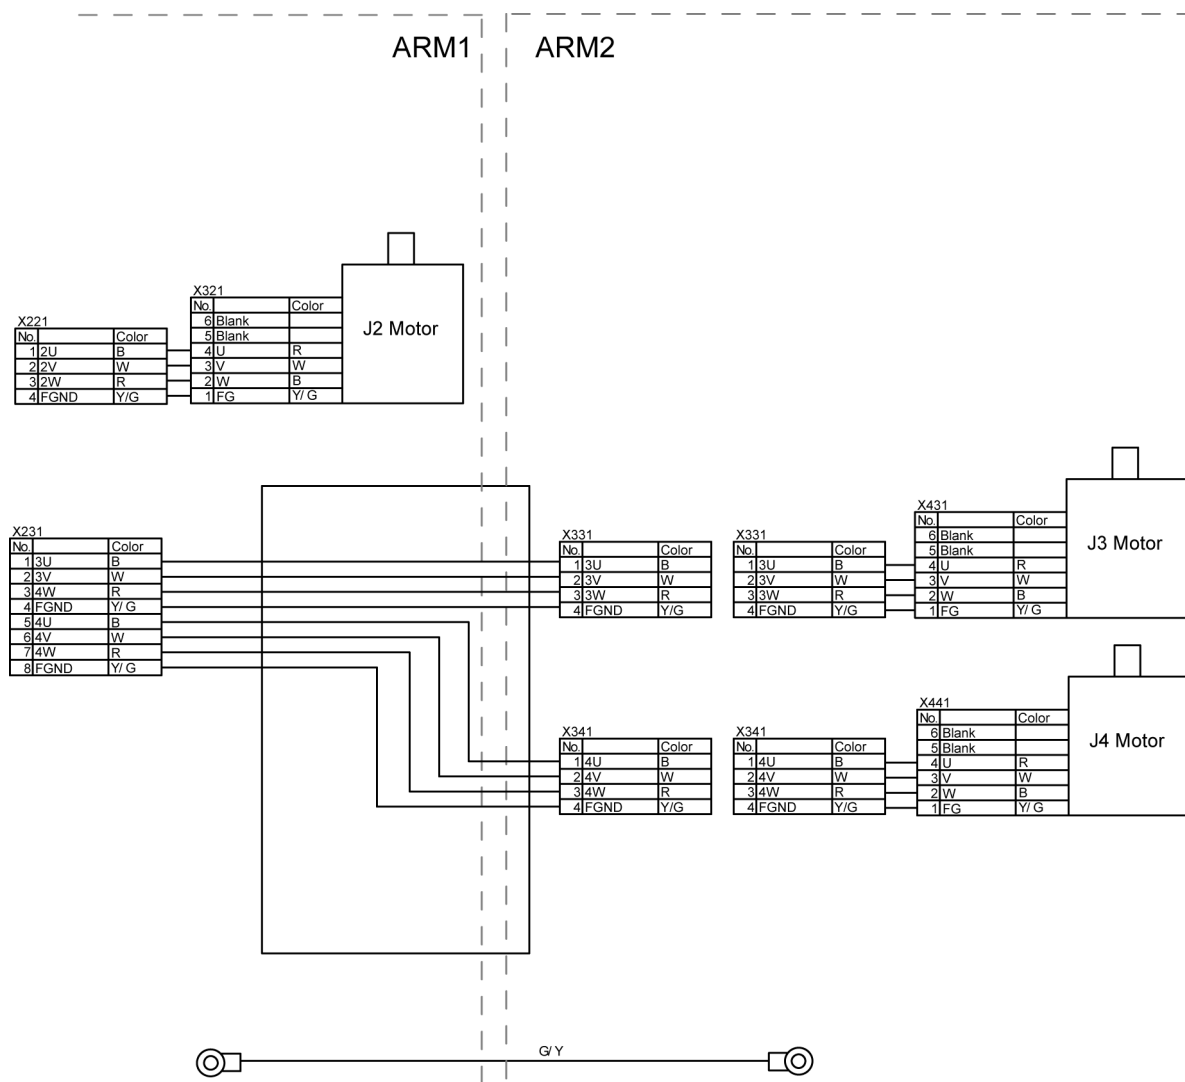 ARM1
ARM2
X321
No. Color
6 Blank
5 Blank
4 U R
3 V W
2 W B
1 FG Y/ G
J2 Motor
X221
No. Color
1 2U B
2 2V W
3 2W R
4 FGND Y/G
X231
No. Color
1 3U B
2 3V W
3 4W R
4 FGND Y/ G
5 4U B
6 4V W
7 4W R
8 FGND Y/ G
X331
No. Color
1 3U B
2 3V W
3 3W R
4 FGND Y/G
X331
No. Color
1 3U B
2 3V W
3 3W R
4 FGND Y/G
X431
No. Color
6 Blank
5 Blank
4 U R
3 V W
2 W B
1 FG Y/ G
J3 Motor
X341
No. Color
1 4U B
2 4V W
3 4W R
4 FGND Y/G
X341
No. Color
1 4U B
2 4V W
3 4W R
4 FGND Y/G
X441
No. Color
6 Blank
5 Blank
4 U R
3 V W
2 W B
1 FG Y/ G
J4 Motor
G/ Y